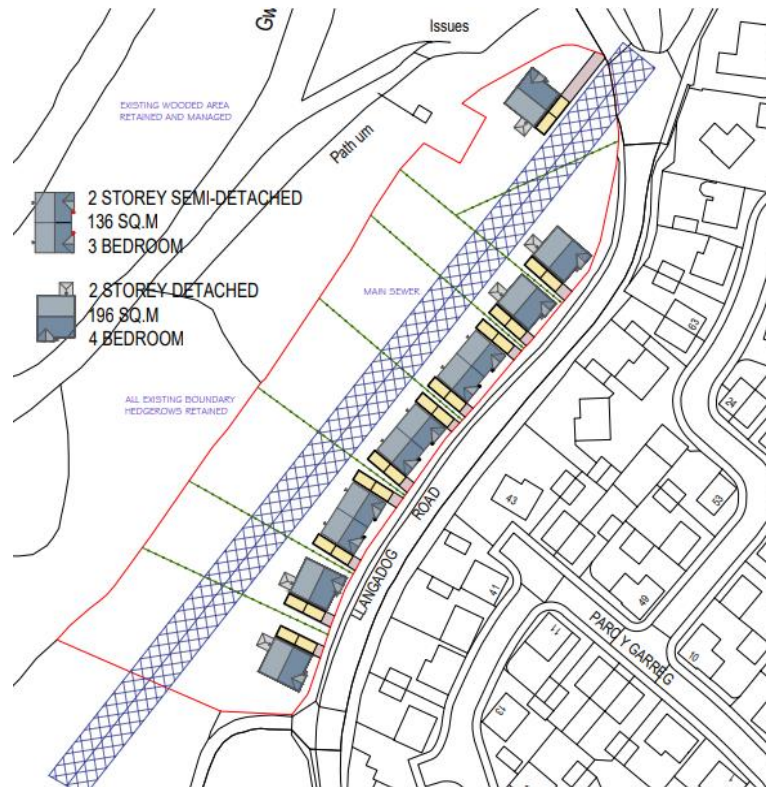 Issues
Gw
EXISTING WOODED AREA
RETAINED AND MANAGED
Path um
2 STOREY SEMI-DETACHED
136 SQ.M
3 BEDROOM
2 STOREY DETACHED
196 SQ.M
4 BEDROOM
MAIN SEWER
ALL EXISTING BOUNDARY
HEDGEROWS RETAINED
LLANGADOG ROAD
63
24
53
43
49
41
11
10
13
1
PARC Y GARREG